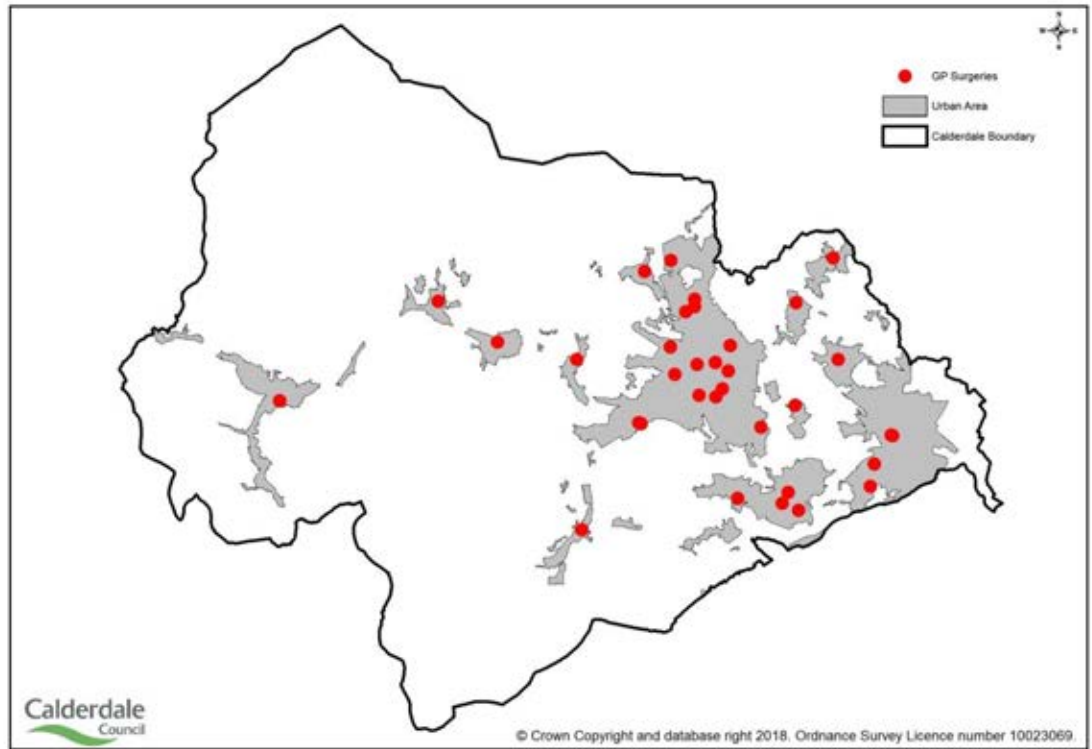 N
W E
S
GP Surgeries
Urban Area
Calderdale Boundary
Calderdale
Council
© Crown Copyright and database right 2018. Ordnance Survey Licence number 10023069.